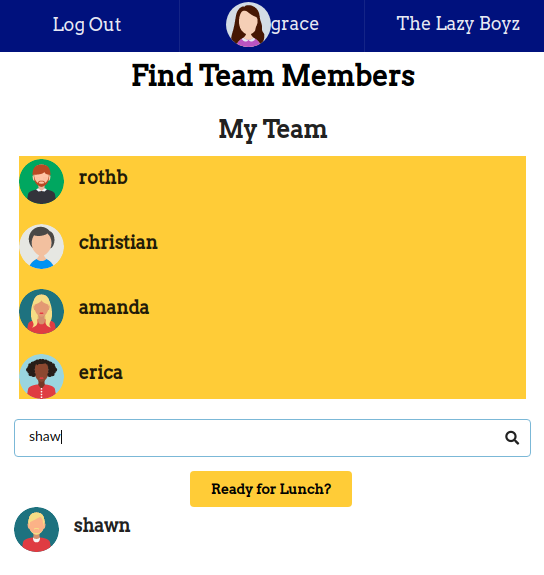 Log Out grace The Lazy Boyz
Find Team Members
My Team
rothb
christian
amanda
erica
shaw
Ready for Lunch?
shawn